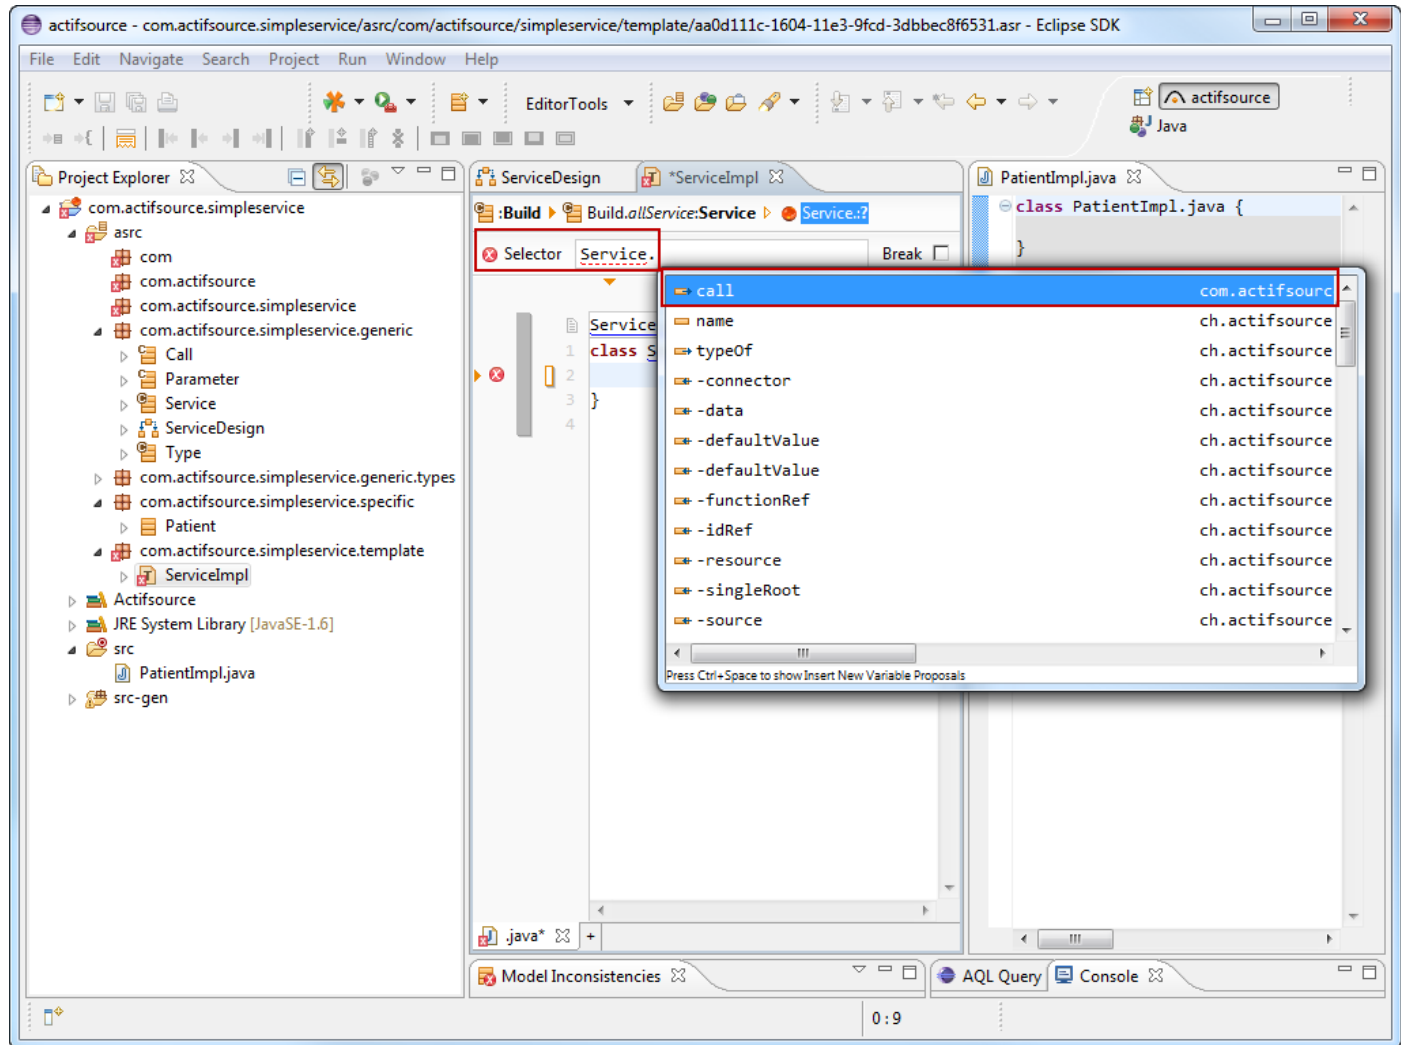 actifsource - com.actifsource.simpleservice/asrc/com/actifsource/simpleservice/template/aa0d111c-1604-11e3-9fcd-3dbbec8f6531.asr - Eclipse SDK
File Edit Navigate Search Project Run Window Help
EditorTools
actifsource
Java
Project Explorer
com.actifsource.simpleservice
asrc
com
com.actifsource
com.actifsource.simpleservice
com.actifsource.simpleservice.generic
Call
Parameter
Service
ServiceDesign
Type
com.actifsource.simpleservice.generic.types
com.actifsource.simpleservice.specific
Patient
com.actifsource.simpleservice.template
ServiceImpl
Actifsource
JRE System Library [JavaSE-1.6]
src
PatientImpl.java
src-gen
ServiceDesign *ServiceImpl
:Build Build.allService:Service Service.:?
Selector Service. Break
Service
1 class S
2
3 }
4
call com.actifsourc
name ch.actifsource
typeOf ch.actifsource
-connector ch.actifsource
-data ch.actifsource
-defaultValue ch.actifsource
-defaultValue ch.actifsource
-functionRef ch.actifsource
-idRef ch.actifsource
-resource ch.actifsource
-singleRoot ch.actifsource
-source ch.actifsource
Press Ctrl+Space to show Insert New Variable Proposals
.java* +
PatientImpl.java
class PatientImpl.java {
}
Model Inconsistencies
AQL Query Console
0:9